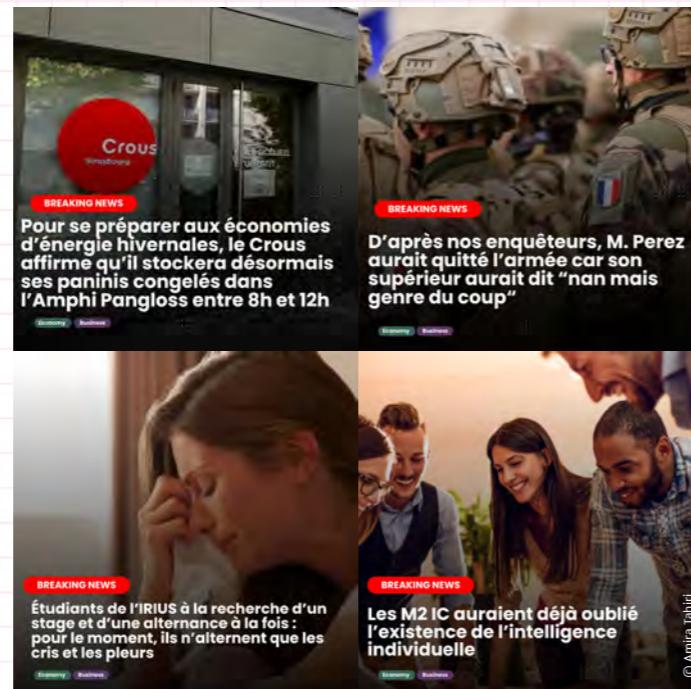 Crous
Strasbourg
BREAKING NEWS
Pour se préparer aux économies
d'énergie hivernales, le Crous
affirme qu'il stockera désormais
ses paninis congelés dans
l'Amphi Pangloss entre 8h et 12h
Economy Business
BREAKING NEWS
D'après nos enquêteurs, M. Perez
aurait quitté l'armée car son
supérieur aurait dit “nan mais
genre du coup“
Economy Business
BREAKING NEWS
Étudiants de l'IRIUS à la recherche d'un
stage et d'une alternance à la fois :
pour le moment, ils n'alternent que les
cris et les pleurs
Economy Business
BREAKING NEWS
Les M2 IC auraient déjà oublié
l'existence de l'intelligence
individuelle
Economy Business
© Amira Tahiri